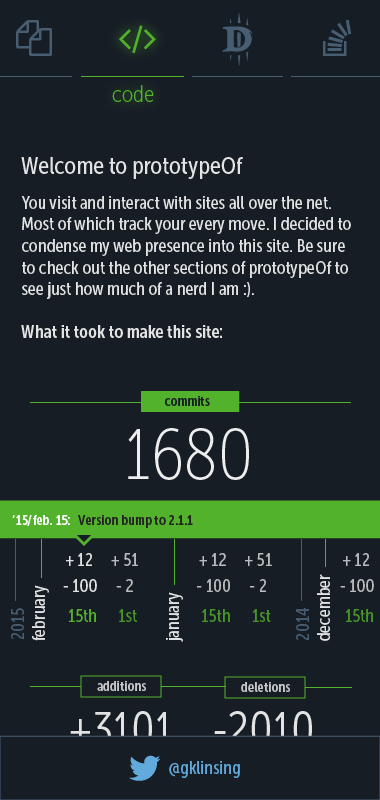 code
Welcome to prototypeOf
You visit and interact with sites all over the net.
Most of which track your every move. I decided to
condense my web presence into this site. Be sure
to check out the other sections of prototypeOf to
see just how much of a nerd I am :).
What it took to make this site:
commits
1680
'15/feb. 15: Version bump to 2.1.1
2015
february
+ 12 + 51
- 100 - 2
15th 1st
january
+ 12 + 51
- 100 - 2
15th 1st
2014
december
+ 12
- 100
15th
additions deletions
+3101 -2010
@gklinsing